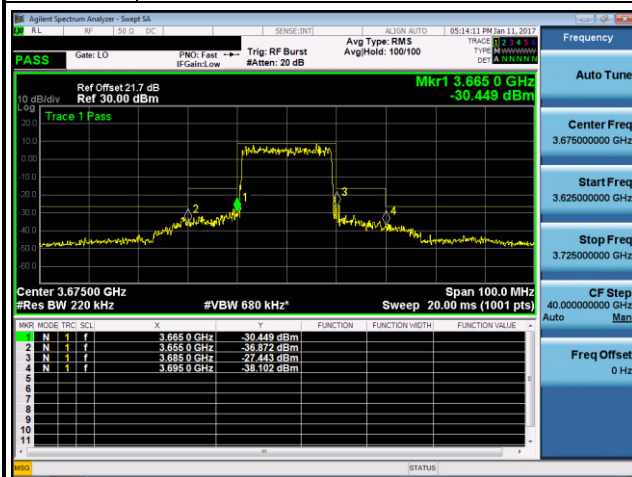 Agilent Spectrum Analyzer - Swept SA
RL RF 50 Ω DC SENSE:INT ALIGN AUTO 05:14:11 PM Jan 11, 2017
PASS Gate: LO PNO: Fast Trig: RF Burst Avg Type: RMS TRACE 1 2 3 4 5 6
IFGain:Low #Atten: 20 dB Avg|Hold: 100/100 TYPE MWWWWW
DET A NNNNN
Ref Offset 21.7 dB Mkr1 3.665 0 GHz
10 dB/div Ref 30.00 dBm -30.449 dBm
Log
Trace 1 Pass
20.0
10.0
0.00
-10.0
-20.0
-30.0
-40.0
-50.0
-60.0
1
2
3
4
Center 3.67500 GHz Span 100.0 MHz
#Res BW 220 kHz #VBW 680 kHz* Sweep 20.00 ms (1001 pts)
MKR MODE TRC SCL X Y FUNCTION FUNCTION WIDTH FUNCTION VALUE
1 N 1 f 3.665 0 GHz -30.449 dBm
2 N 1 f 3.655 0 GHz -36.872 dBm
3 N 1 f 3.685 0 GHz -27.443 dBm
4 N 1 f 3.695 0 GHz -38.102 dBm
5
6
7
8
9
10
11
MSG STATUS
Frequency
Auto Tune
Center Freq
3.675000000 GHz
Start Freq
3.625000000 GHz
Stop Freq
3.725000000 GHz
CF Step
40.000000000 GHz
Auto Man
Freq Offset
0 Hz